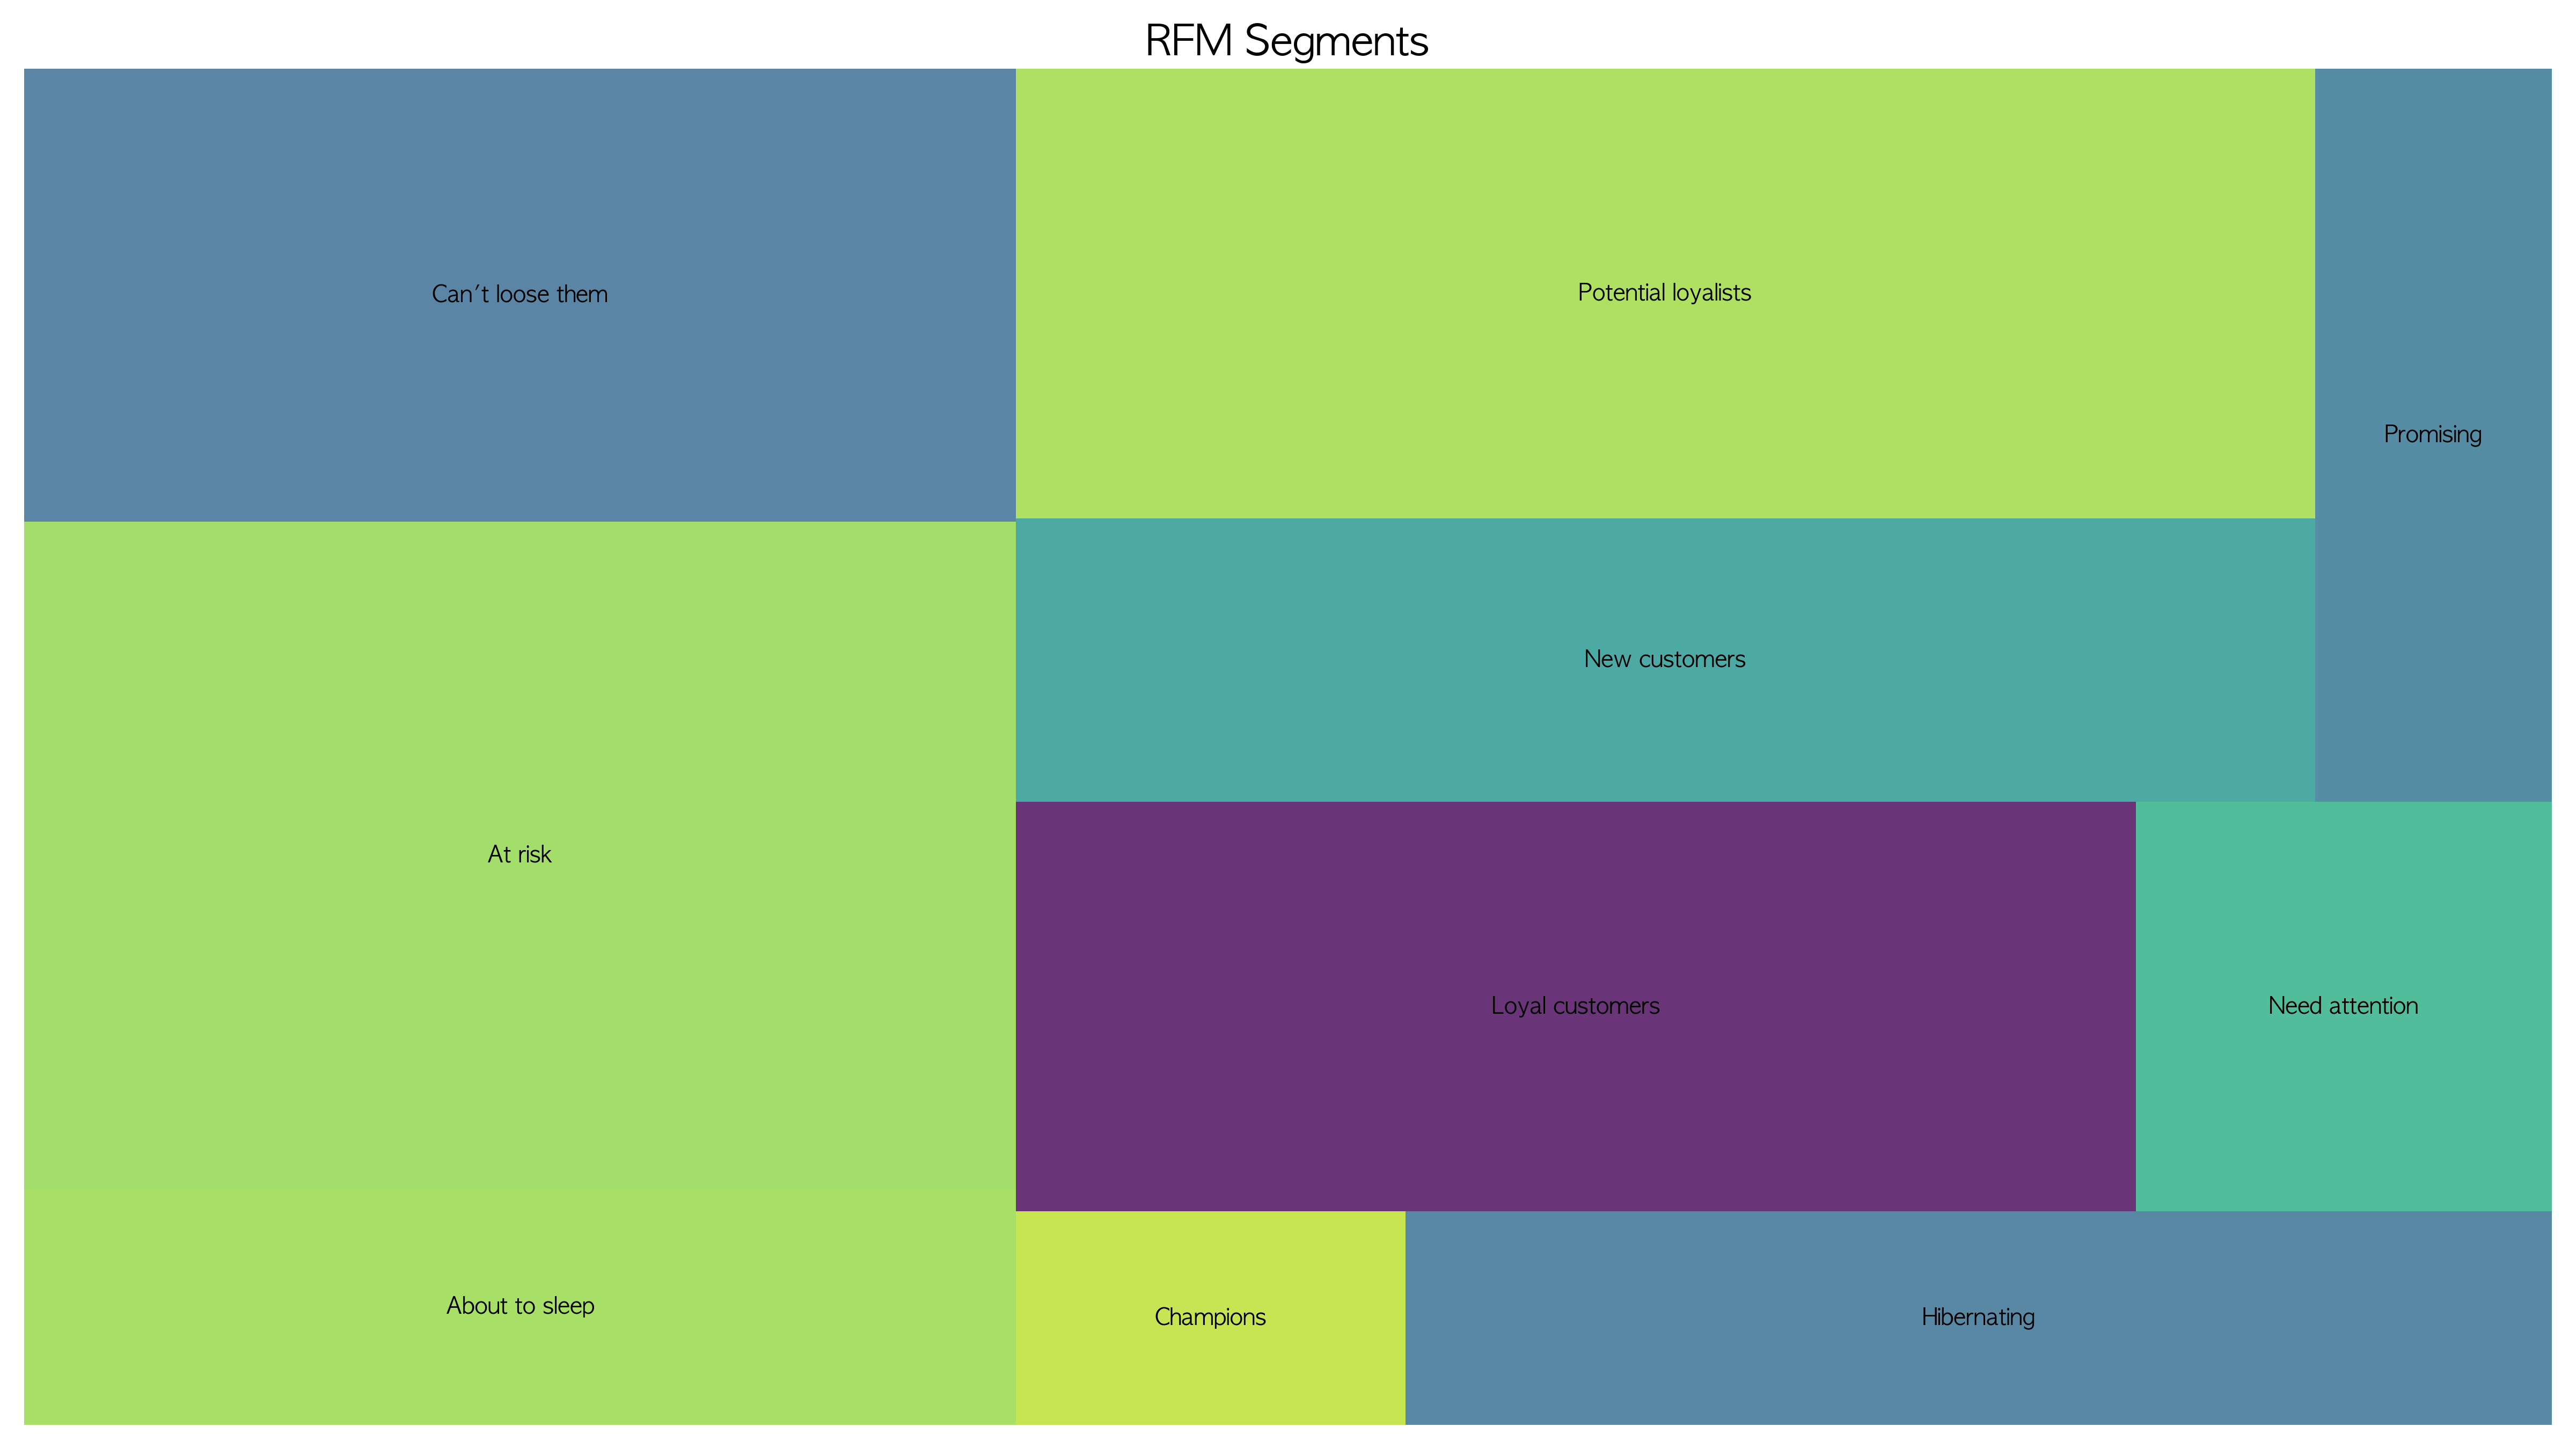 RFM Segments
Can't loose them
Potential loyalists
Promising
New customers
At risk
Loyal customers
Need attention
About to sleep
Champions
Hibernating